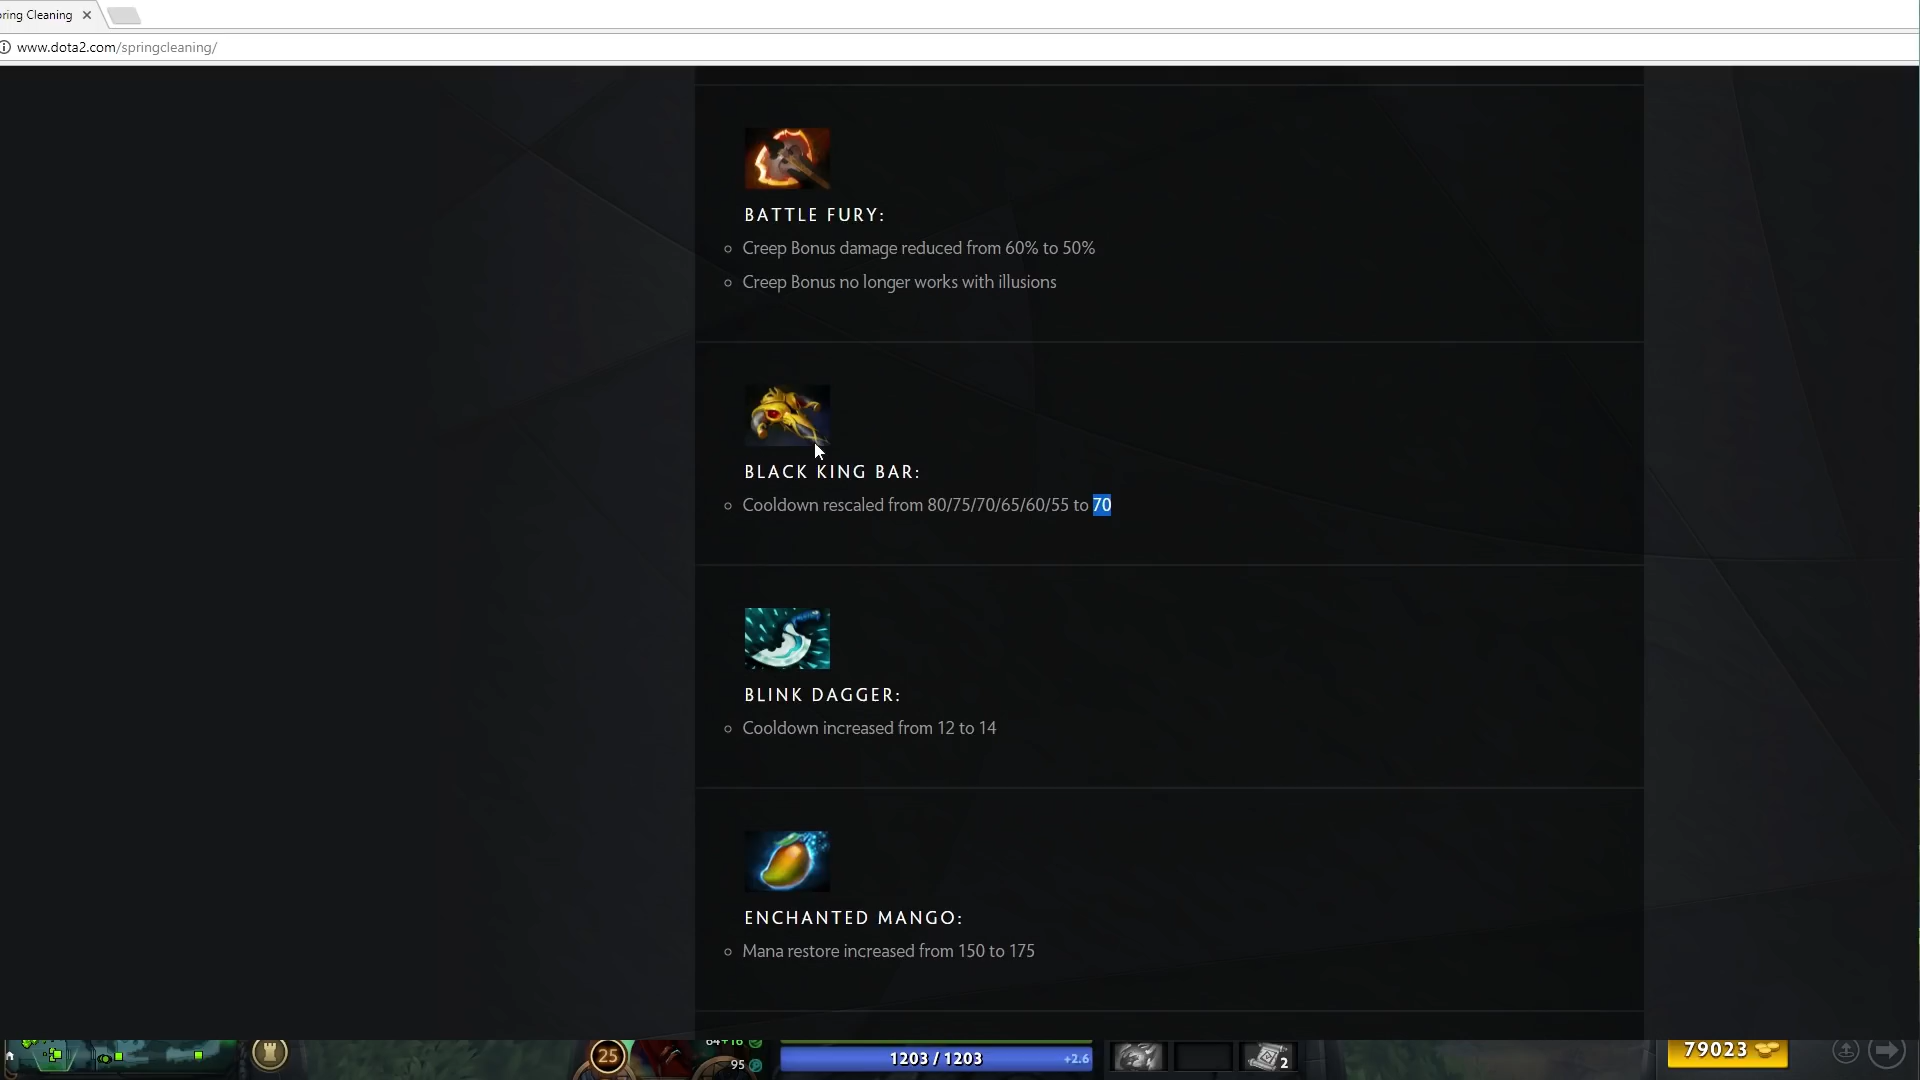 ring Cleaning
www.dota2.com/springcleaning/
BATTLE FURY:
Creep Bonus damage reduced from 60% to 50%
Creep Bonus no longer works with illusions
BLACK KING BAR:
Cooldown rescaled from 80/75/70/65/60/55 to 70
BLINK DAGGER:
Cooldown increased from 12 to 14
ENCHANTED MANGO:
Mana restore increased from 150 to 175
25
64+16
95
1203 / 1203
+2.6
2
79023